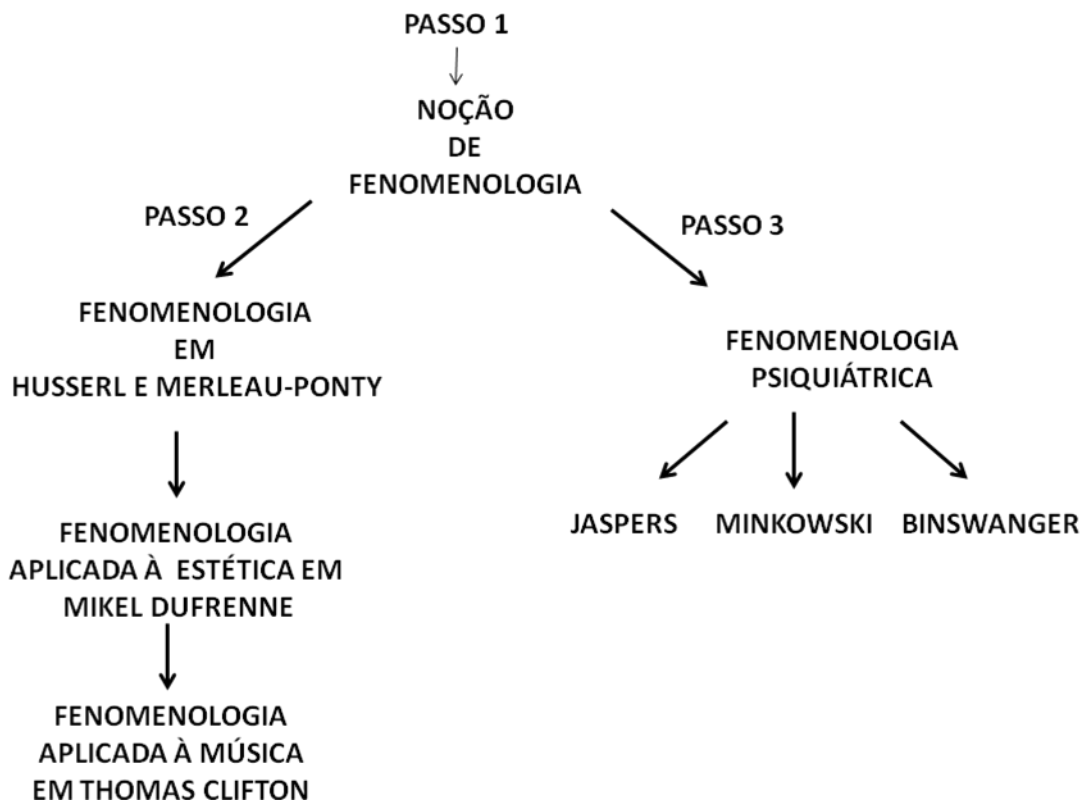 PASSO 1
NOÇÃO
DE
FENOMENOLOGIA
PASSO 2
FENOMENOLOGIA
EM
HUSSERL E MERLEAU-PONTY
FENOMENOLOGIA
APLICADA À ESTÉTICA EM
MIKEL DUFRENNE
FENOMENOLOGIA
APLICADA À MÚSICA
EM THOMAS CLIFTON
PASSO 3
FENOMENOLOGIA
PSIQUIÁTRICA
JASPERS MINKOWSKI BINSWANGER